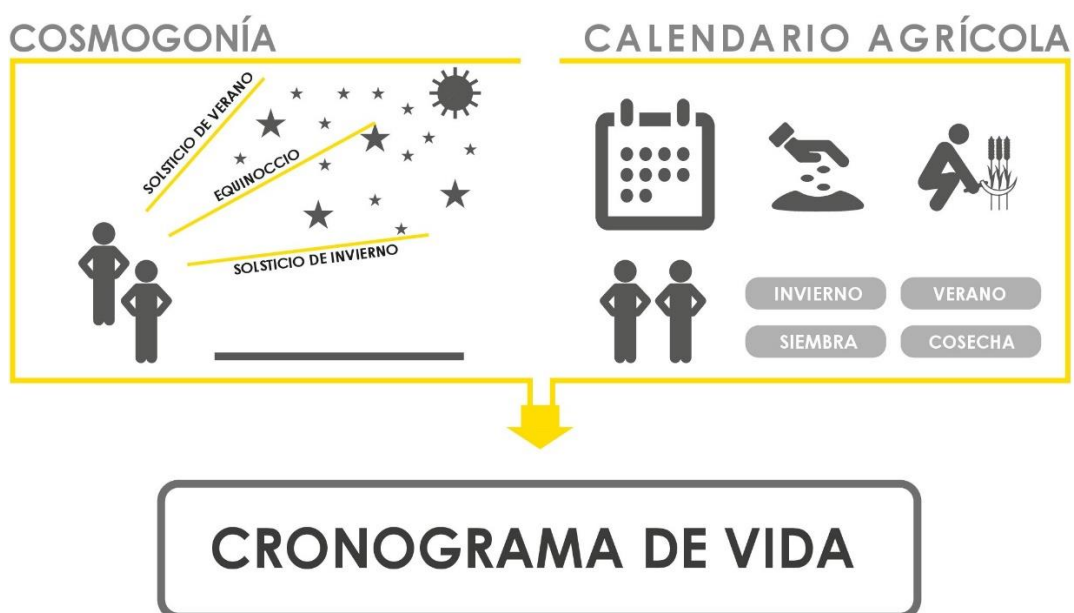 COSMOGONÍA
SOLSTICIO DE VERANO
EQUINOCCIO
SOLSTICIO DE INVIERNO
CALENDARIO AGRÍCOLA
INVIERNO
VERANO
SIEMBRA
COSECHA
CRONOGRAMA DE VIDA